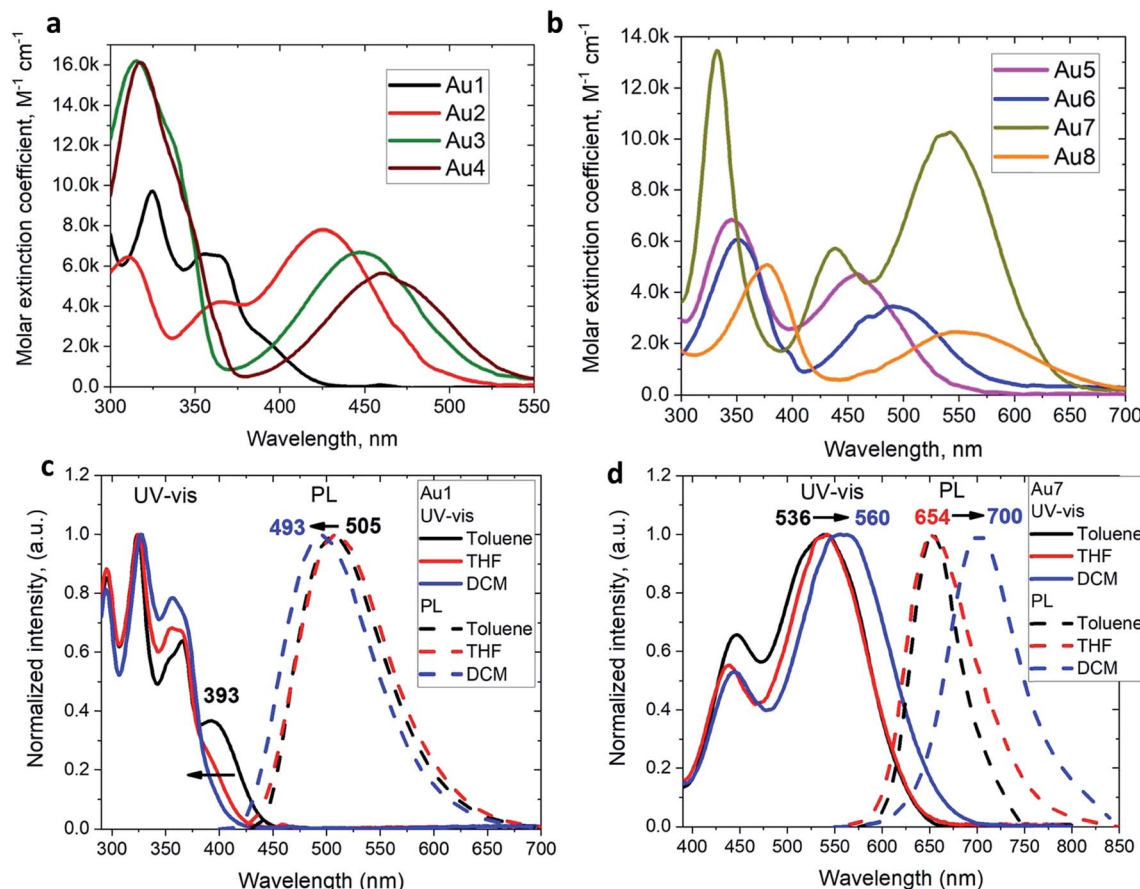 a
Molar extinction coefficient, M⁻¹ cm⁻¹
16.0k
14.0k
12.0k
10.0k
8.0k
6.0k
4.0k
2.0k
0.0
300 350 400 450 500 550
Wavelength, nm
Au1
Au2
Au3
Au4
b
Molar extinction coefficient, M⁻¹ cm⁻¹
14.0k
12.0k
10.0k
8.0k
6.0k
4.0k
2.0k
0.0
300 350 400 450 500 550 600 650 700
Wavelength, nm
Au5
Au6
Au7
Au8
c
Normalized intensity, (a.u.)
1.2
1.0
0.8
0.6
0.4
0.2
0.0
300 350 400 450 500 550 600 650 700
Wavelength (nm)
UV-vis PL
493 505
393
Au1
UV-vis
Toluene
THF
DCM
PL
Toluene
THF
DCM
d
Normalized intensity, (a.u.)
1.2
1.0
0.8
0.6
0.4
0.2
0.0
400 450 500 550 600 650 700 750 800 850
Wavelength (nm)
UV-vis PL
536 560 654 700
Au7
UV-vis
Toluene
THF
DCM
PL
Toluene
THF
DCM